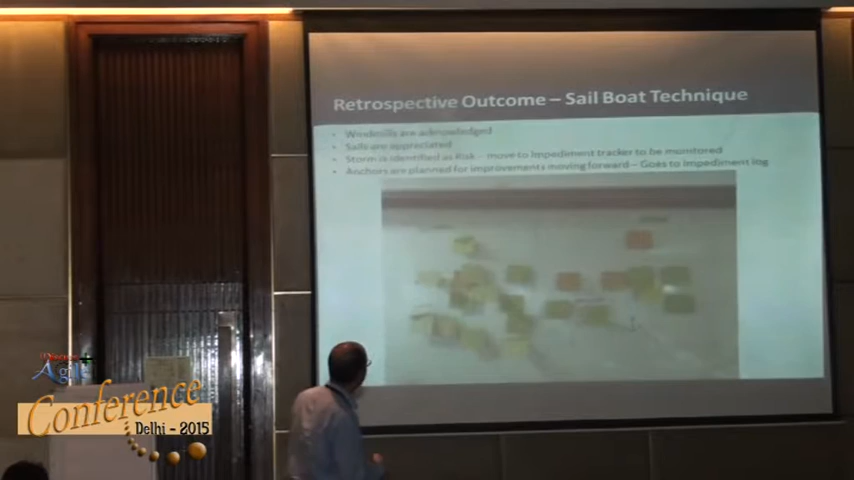 Retrospective Outcome – Sail Boat Technique
• Windmills are acknowledged
• Sails are appreciated
• Storm is identified as Risk – move to Impediment tracker to be monitored
• Anchors are planned for improvements moving forward – Goes to Impediment log
Agile
Conference
Delhi - 2015